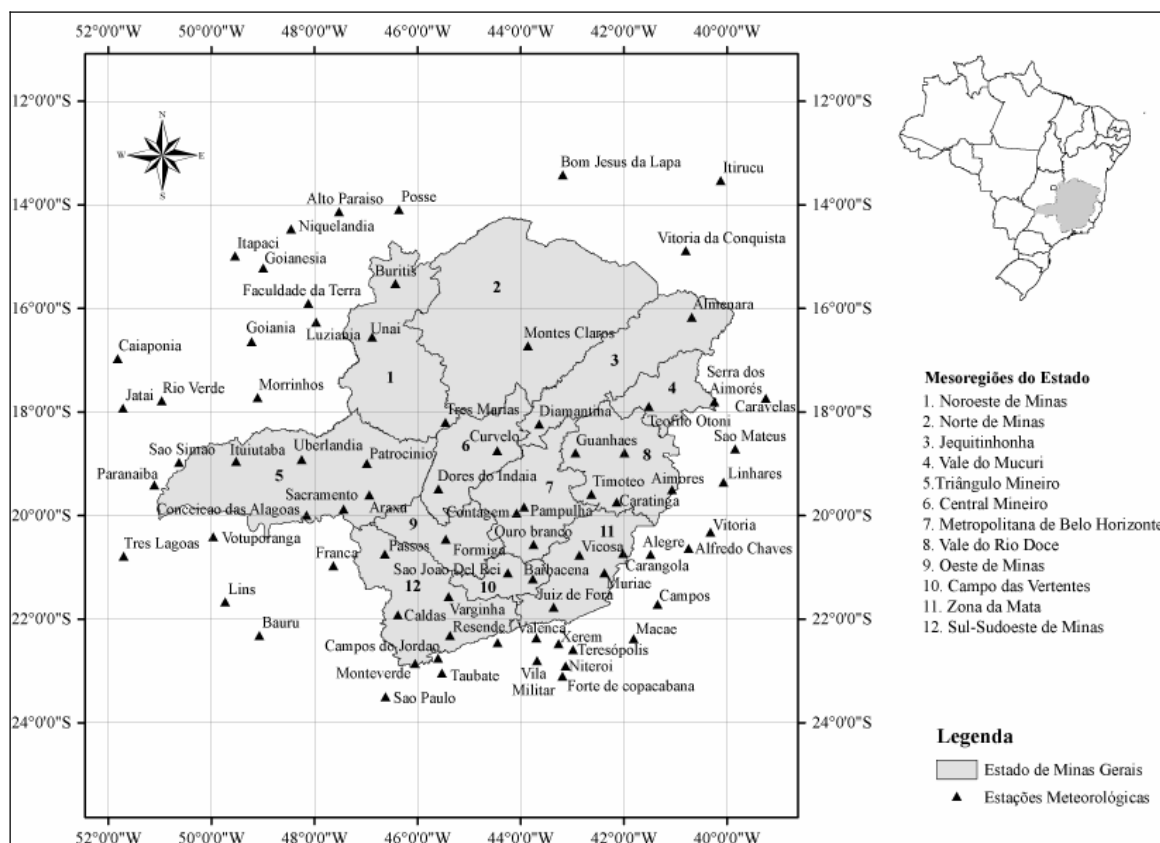 52°0'0"W 50°0'0"W 48°0'0"W 46°0'0"W 44°0'0"W 42°0'0"W 40°0'0"W
12°0'0"S 12°0'0"S
N
W E
S
Bom Jesus da Lapa
Itirucu
14°0'0"S 14°0'0"S
Alto Paraiso
Posse
Niquelandia
Itapaci
Goianesia
Vitoria da Conquista
Buritis
2
Faculdade da Terra
16°0'0"S 16°0'0"S
Almenara
Goiania
Luziania
Unai
Montes Claros
Caiaponia
3
1
4
Serra dos
Aimorés
Jatai
Rio Verde
Morrinhos
Caravelas
18°0'0"S 18°0'0"S
Tres Marias
Diamantina
Teofilo Otoni
Sao Simao
Ituiutaba
Uberlandia
Patrocinio
6
Curvelo
Guanhaes
8
Sao Mateus
Paranaiba
5
Dores do Indaia
7
Timoteo
Aimores
Linhares
Sacramento
Araxa
Conceicao das Alagoas
Contagem
Pampulha
Caratinga
20°0'0"S 20°0'0"S
9
11
Tres Lagoas
Votuporanga
Franca
Passos
Formiga
Ouro branco
Vicosa
Vitoria
Alegre
Alfredo Chaves
Sao João Del Rei
Barbacena
Carangola
12
10
Muriae
Lins
Varginha
Juiz de Fora
Campos
22°0'0"S 22°0'0"S
Caldas
Bauru
Resende
Valenca
Xerem
Macae
Campos do Jordao
Teresópolis
Monteverde
Taubate
Vila
Militar
Niteroi
Forte de copacabana
Sao Paulo
24°0'0"S 24°0'0"S
52°0'0"W 50°0'0"W 48°0'0"W 46°0'0"W 44°0'0"W 42°0'0"W 40°0'0"W
Mesoregiões do Estado
1. Noroeste de Minas
2. Norte de Minas
3. Jequitinhonha
4. Vale do Mucuri
5.Triângulo Mineiro
6. Central Mineiro
7. Metropolitana de Belo Horizonte
8. Vale do Rio Doce
9. Oeste de Minas
10. Campo das Vertentes
11. Zona da Mata
12. Sul-Sudoeste de Minas
Legenda
Estado de Minas Gerais
Estações Meteorológicas